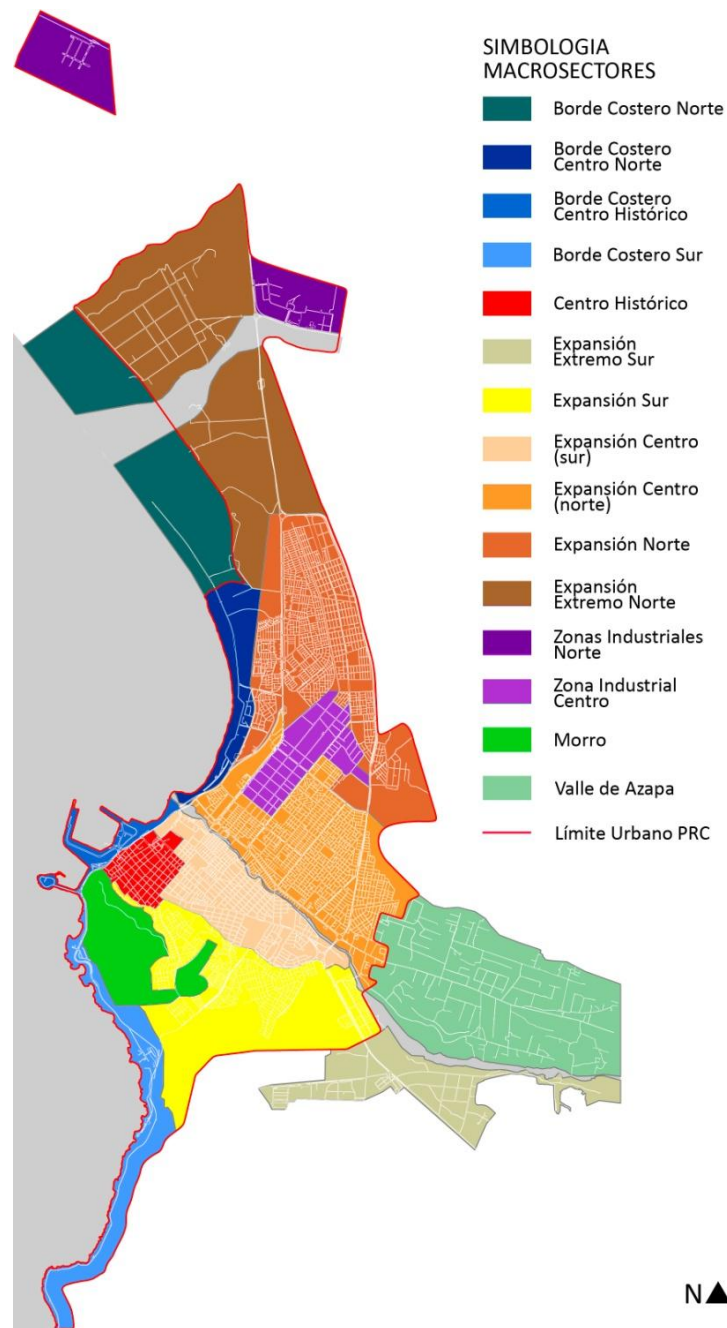 SIMBOLOGIA
MACROSECTORES
Borde Costero Norte
Borde Costero
Centro Norte
Borde Costero
Centro Histórico
Borde Costero Sur
Centro Histórico
Expansión
Extremo Sur
Expansión Sur
Expansión Centro
(sur)
Expansión Centro
(norte)
Expansión Norte
Expansión
Extremo Norte
Zonas Industriales
Norte
Zona Industrial
Centro
Morro
Valle de Azapa
Límite Urbano PRC
N